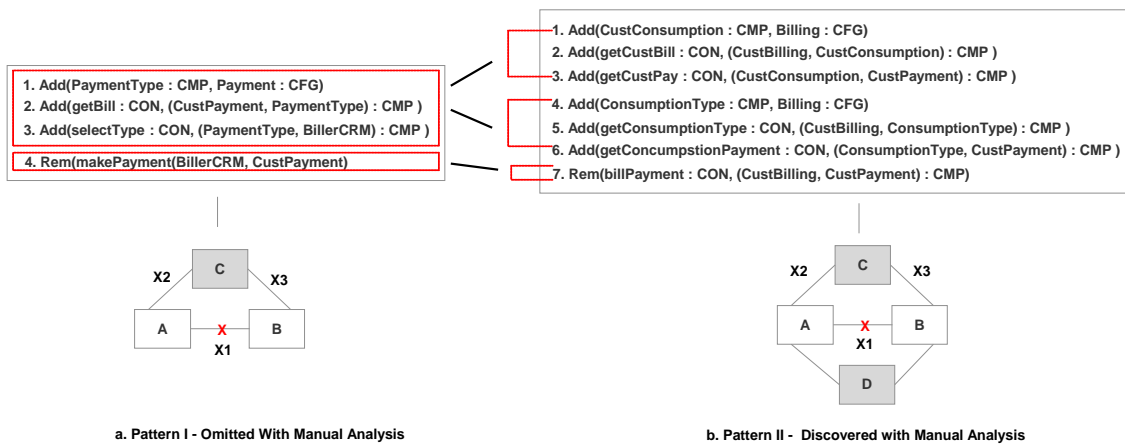 1. Add(PaymentType : CMP, Payment : CFG)
2. Add(getBill : CON, (CustPayment, PaymentType) : CMP )
3. Add(selectType : CON, (PaymentType, BillerCRM) : CMP )
4. Rem(makePayment(BillerCRM, CustPayment)
C
X2
X3
A
X
B
X1
a. Pattern I - Omitted With Manual Analysis
1. Add(CustConsumption : CMP, Billing : CFG)
2. Add(getCustBill : CON, (CustBilling, CustConsumption) : CMP )
3. Add(getCustPay : CON, (CustConsumption, CustPayment) : CMP )
4. Add(ConsumptionType : CMP, Billing : CFG)
5. Add(getConsumptionType : CON, (CustBilling, ConsumptionType) : CMP )
6. Add(getConcumpstionPayment : CON, (ConsumptionType, CustPayment) : CMP )
7. Rem(billPayment : CON, (CustBilling, CustPayment) : CMP)
C
X2
X3
A
X
B
X1
D
b. Pattern II - Discovered with Manual Analysis